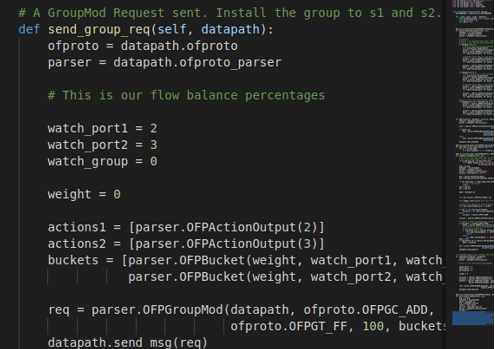 # A GroupMod Request sent. Install the group to s1 and s2.
def send_group_req(self, datapath):
ofproto = datapath.ofproto
parser = datapath.ofproto_parser
# This is our flow balance percentages
watch_port1 = 2
watch_port2 = 3
watch_group = 0
weight = 0
actions1 = [parser.OFPActionOutput(2)]
actions2 = [parser.OFPActionOutput(3)]
buckets = [parser.OFPBucket(weight, watch_port1, watch_
parser.OFPBucket(weight, watch_port2, watch_
req = parser.OFPGroupMod(datapath, ofproto.OFPGC_ADD,
ofproto.OFPGT_FF, 100, buckets
datapath.send_msg(req)